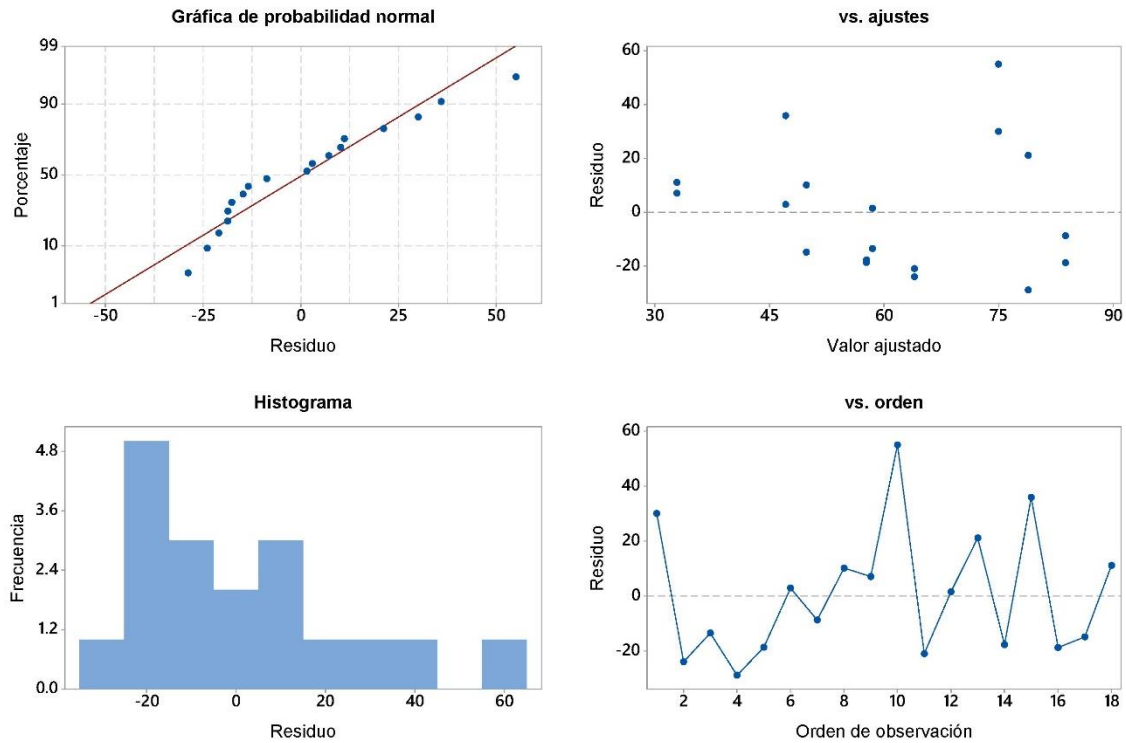 Gráfica de probabilidad normal
99
90
50
10
1
Porcentaje
-50 -25 0 25 50
Residuo
vs. ajustes
60
40
20
0
-20
Residuo
30 45 60 75 90
Valor ajustado
Histograma
4.8
3.6
2.4
1.2
0.0
Frecuencia
-20 0 20 40 60
Residuo
vs. orden
60
40
20
0
-20
Residuo
2 4 6 8 10 12 14 16 18
Orden de observación